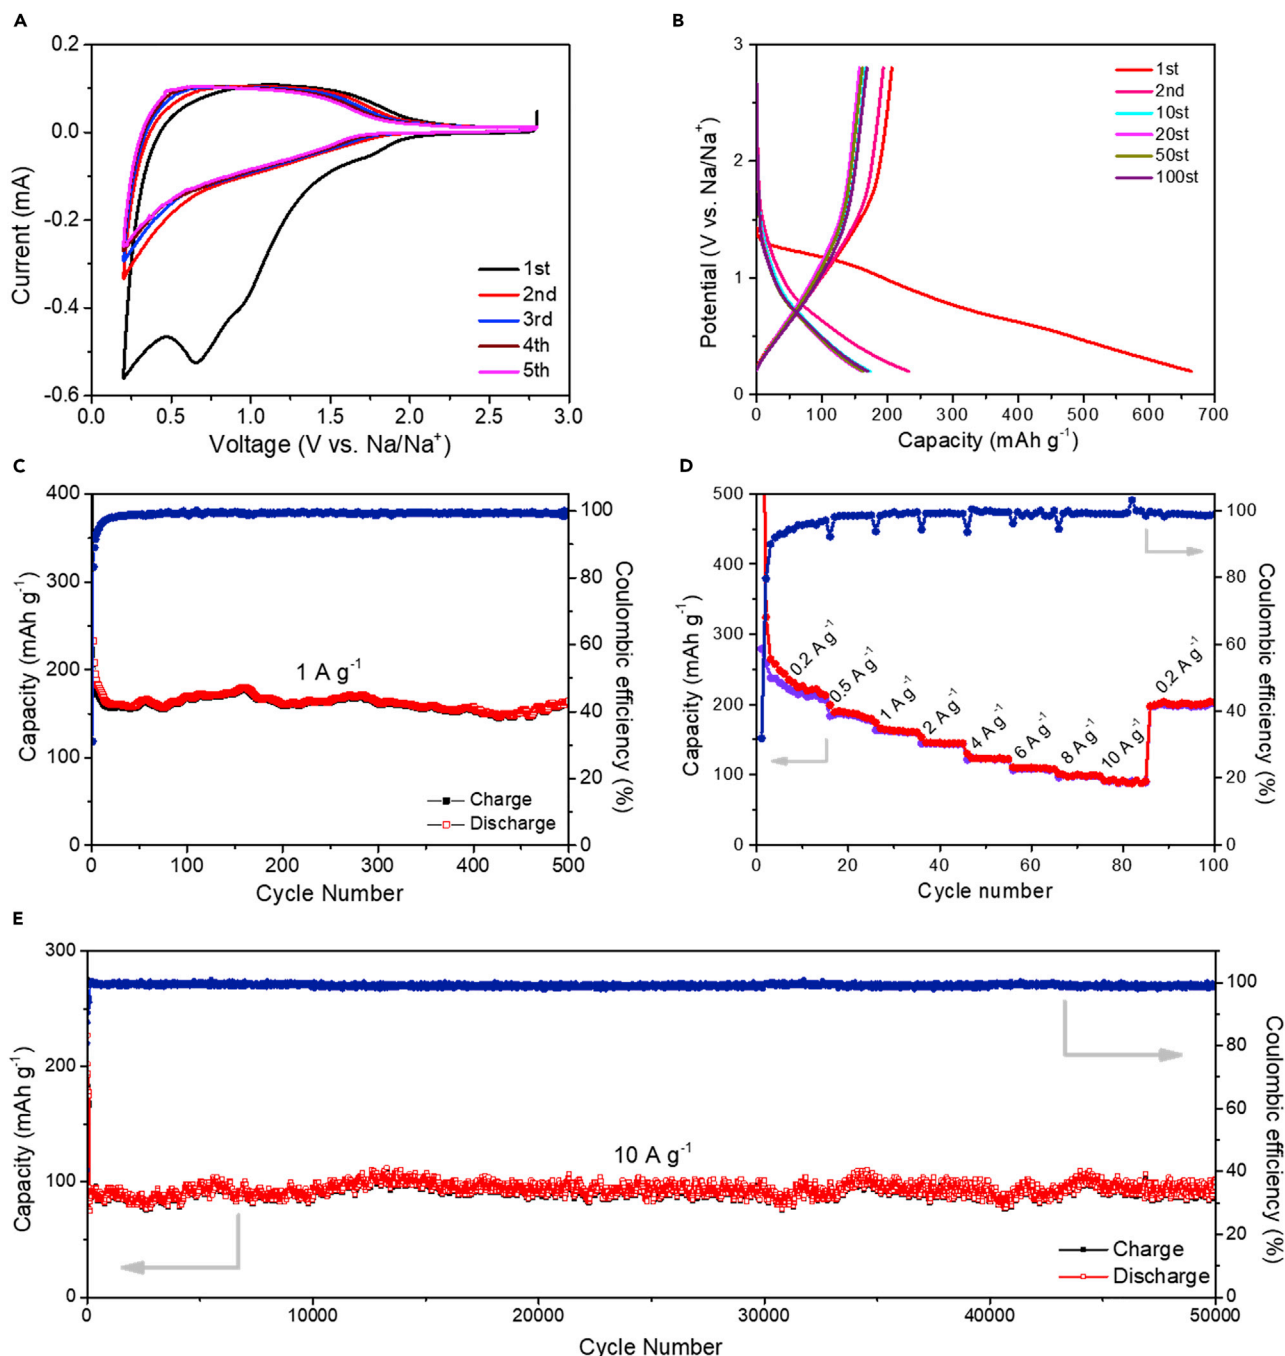 A
0.2
0.0
-0.2
-0.4
-0.6
Current (mA)
1st
2nd
3rd
4th
5th
0.0 0.5 1.0 1.5 2.0 2.5 3.0
Voltage (V vs. Na/Na+)
B
3
2
1
0
Potential (V vs. Na/Na+)
1st
2nd
10st
20st
50st
100st
0 100 200 300 400 500 600 700
Capacity (mAh g-1)
C
400
300
200
100
0
Capacity (mAh g-1)
1 A g-1
Charge
Discharge
100
80
60
40
20
0
Coulombic efficiency (%)
0 100 200 300 400 500
Cycle Number
D
500
400
300
200
100
0
Capacity (mAh g-1)
0.2 A g-1
0.5 A g-1
1 A g-1
2 A g-1
4 A g-1
6 A g-1
8 A g-1
10 A g-1
0.2 A g-1
100
80
60
40
20
0
Coulombic efficiency (%)
0 20 40 60 80 100
Cycle number
E
300
200
100
0
Capacity (mAh g-1)
10 A g-1
Charge
Discharge
100
80
60
40
20
0
Coulombic efficiency (%)
0 10000 20000 30000 40000 50000
Cycle Number